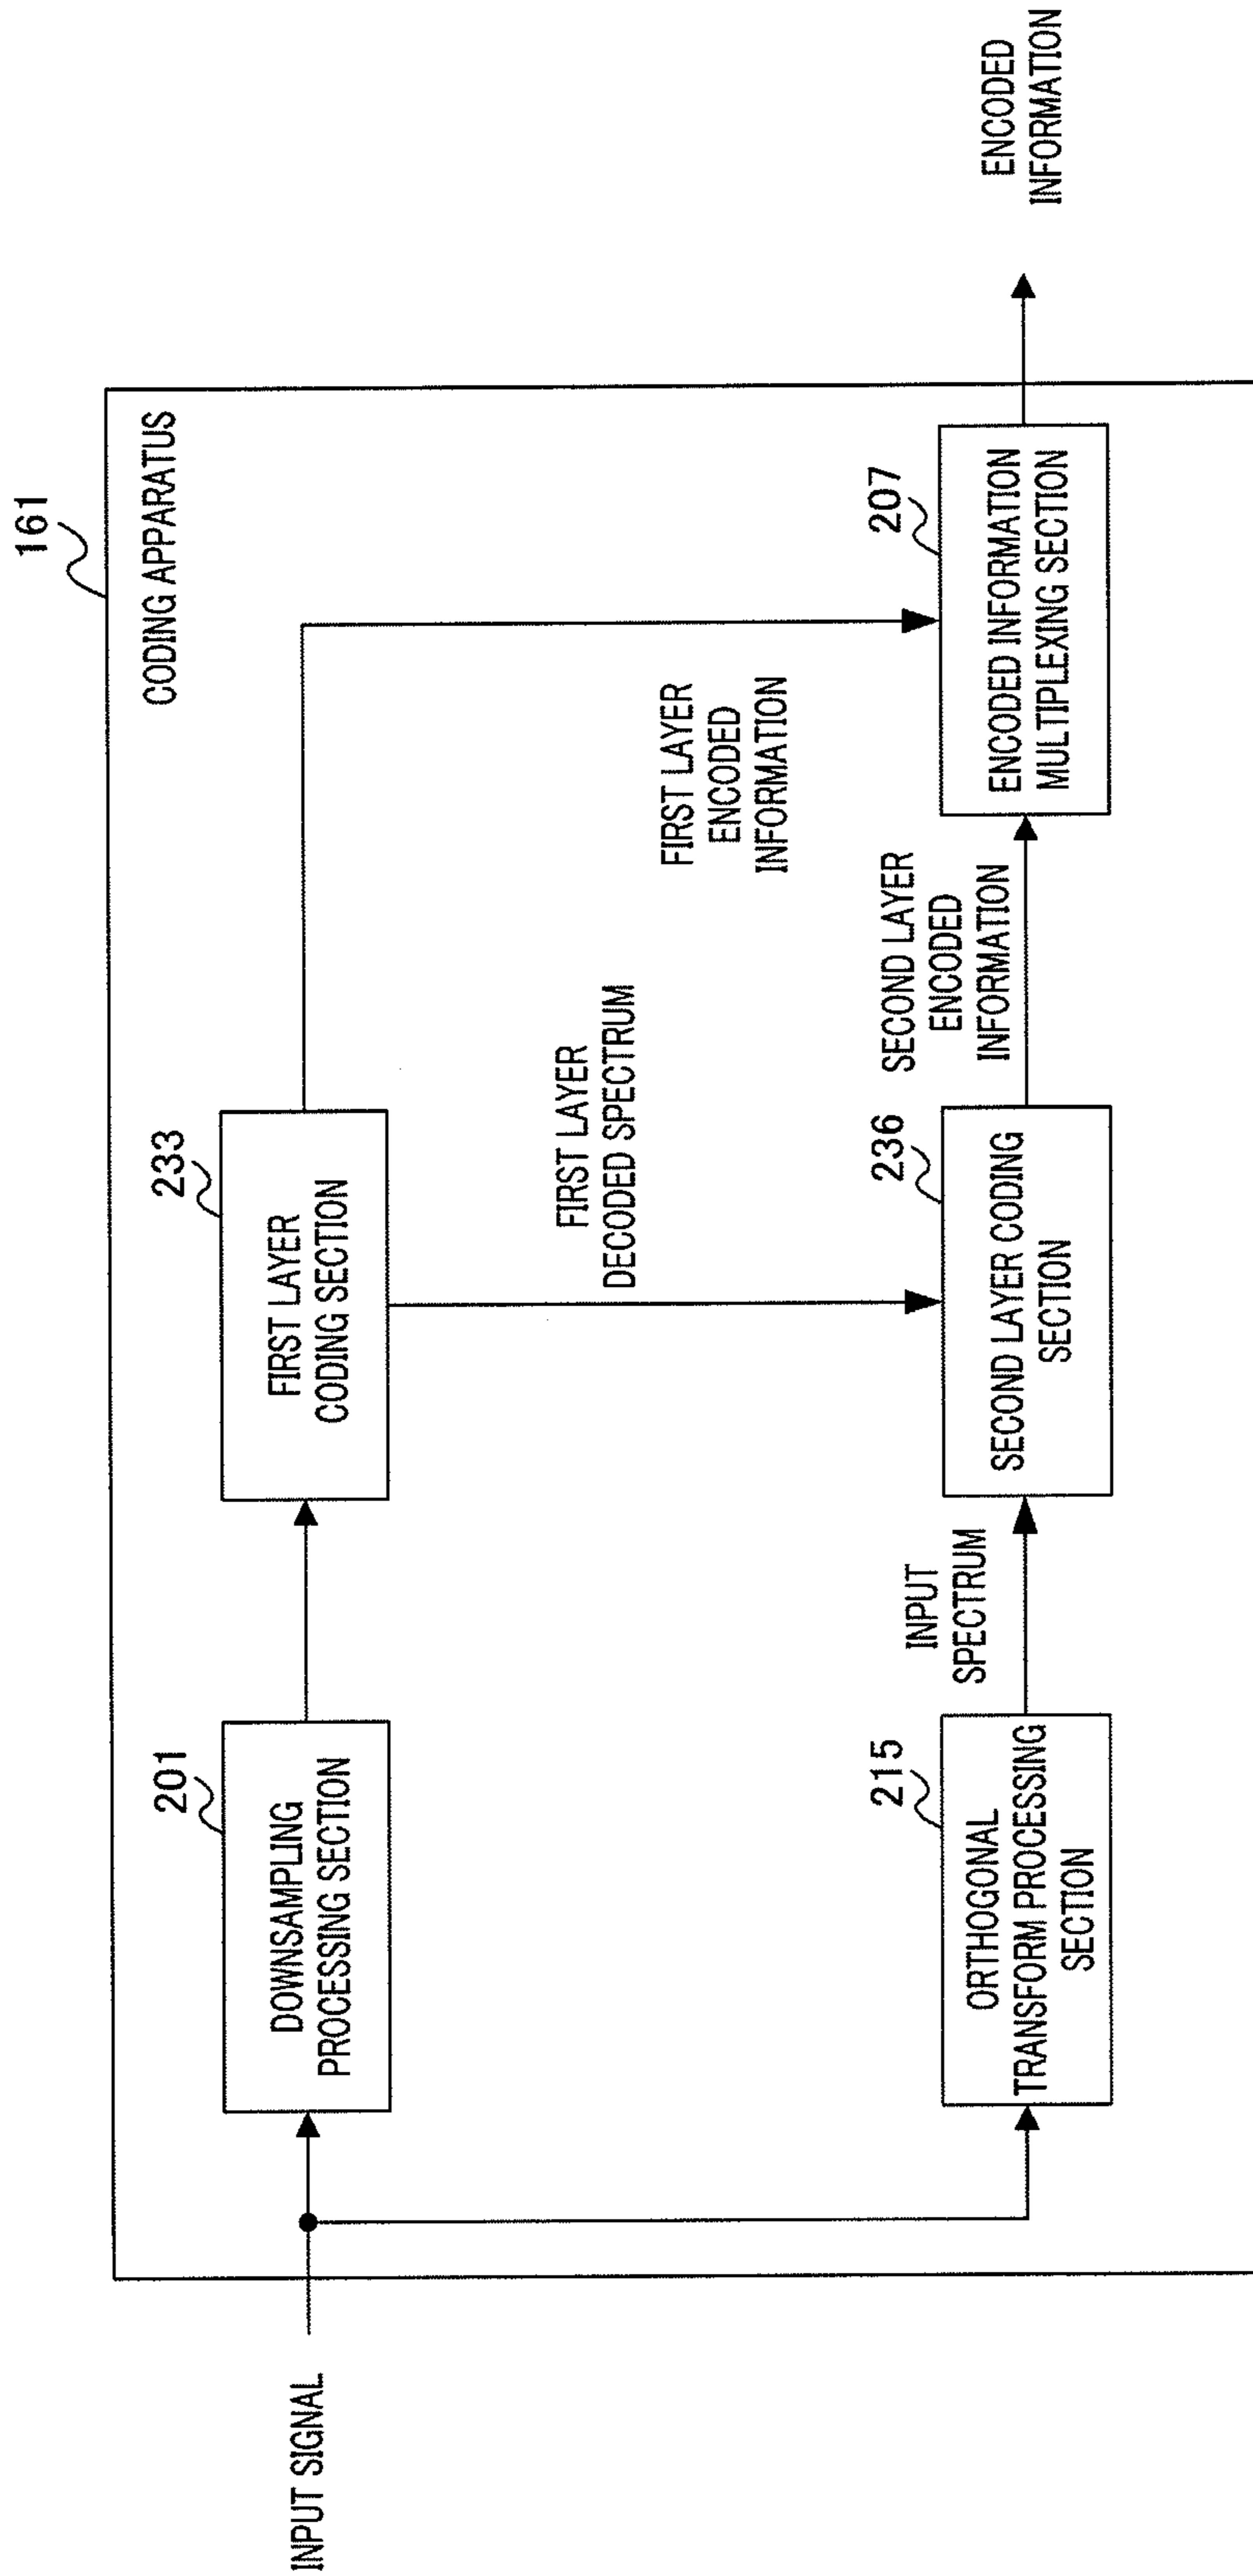 161
CODING APPARATUS
INPUT SIGNAL
201
DOWNSAMPLING
PROCESSING SECTION
233
FIRST LAYER
CODING SECTION
FIRST LAYER
DECODED SPECTRUM
FIRST LAYER
ENCODED
INFORMATION
215
ORTHOGONAL
TRANSFORM PROCESSING
SECTION
INPUT
SPECTRUM
236
SECOND LAYER CODING
SECTION
SECOND LAYER
ENCODED
INFORMATION
207
ENCODED INFORMATION
MULTIPLEXING SECTION
ENCODED
INFORMATION